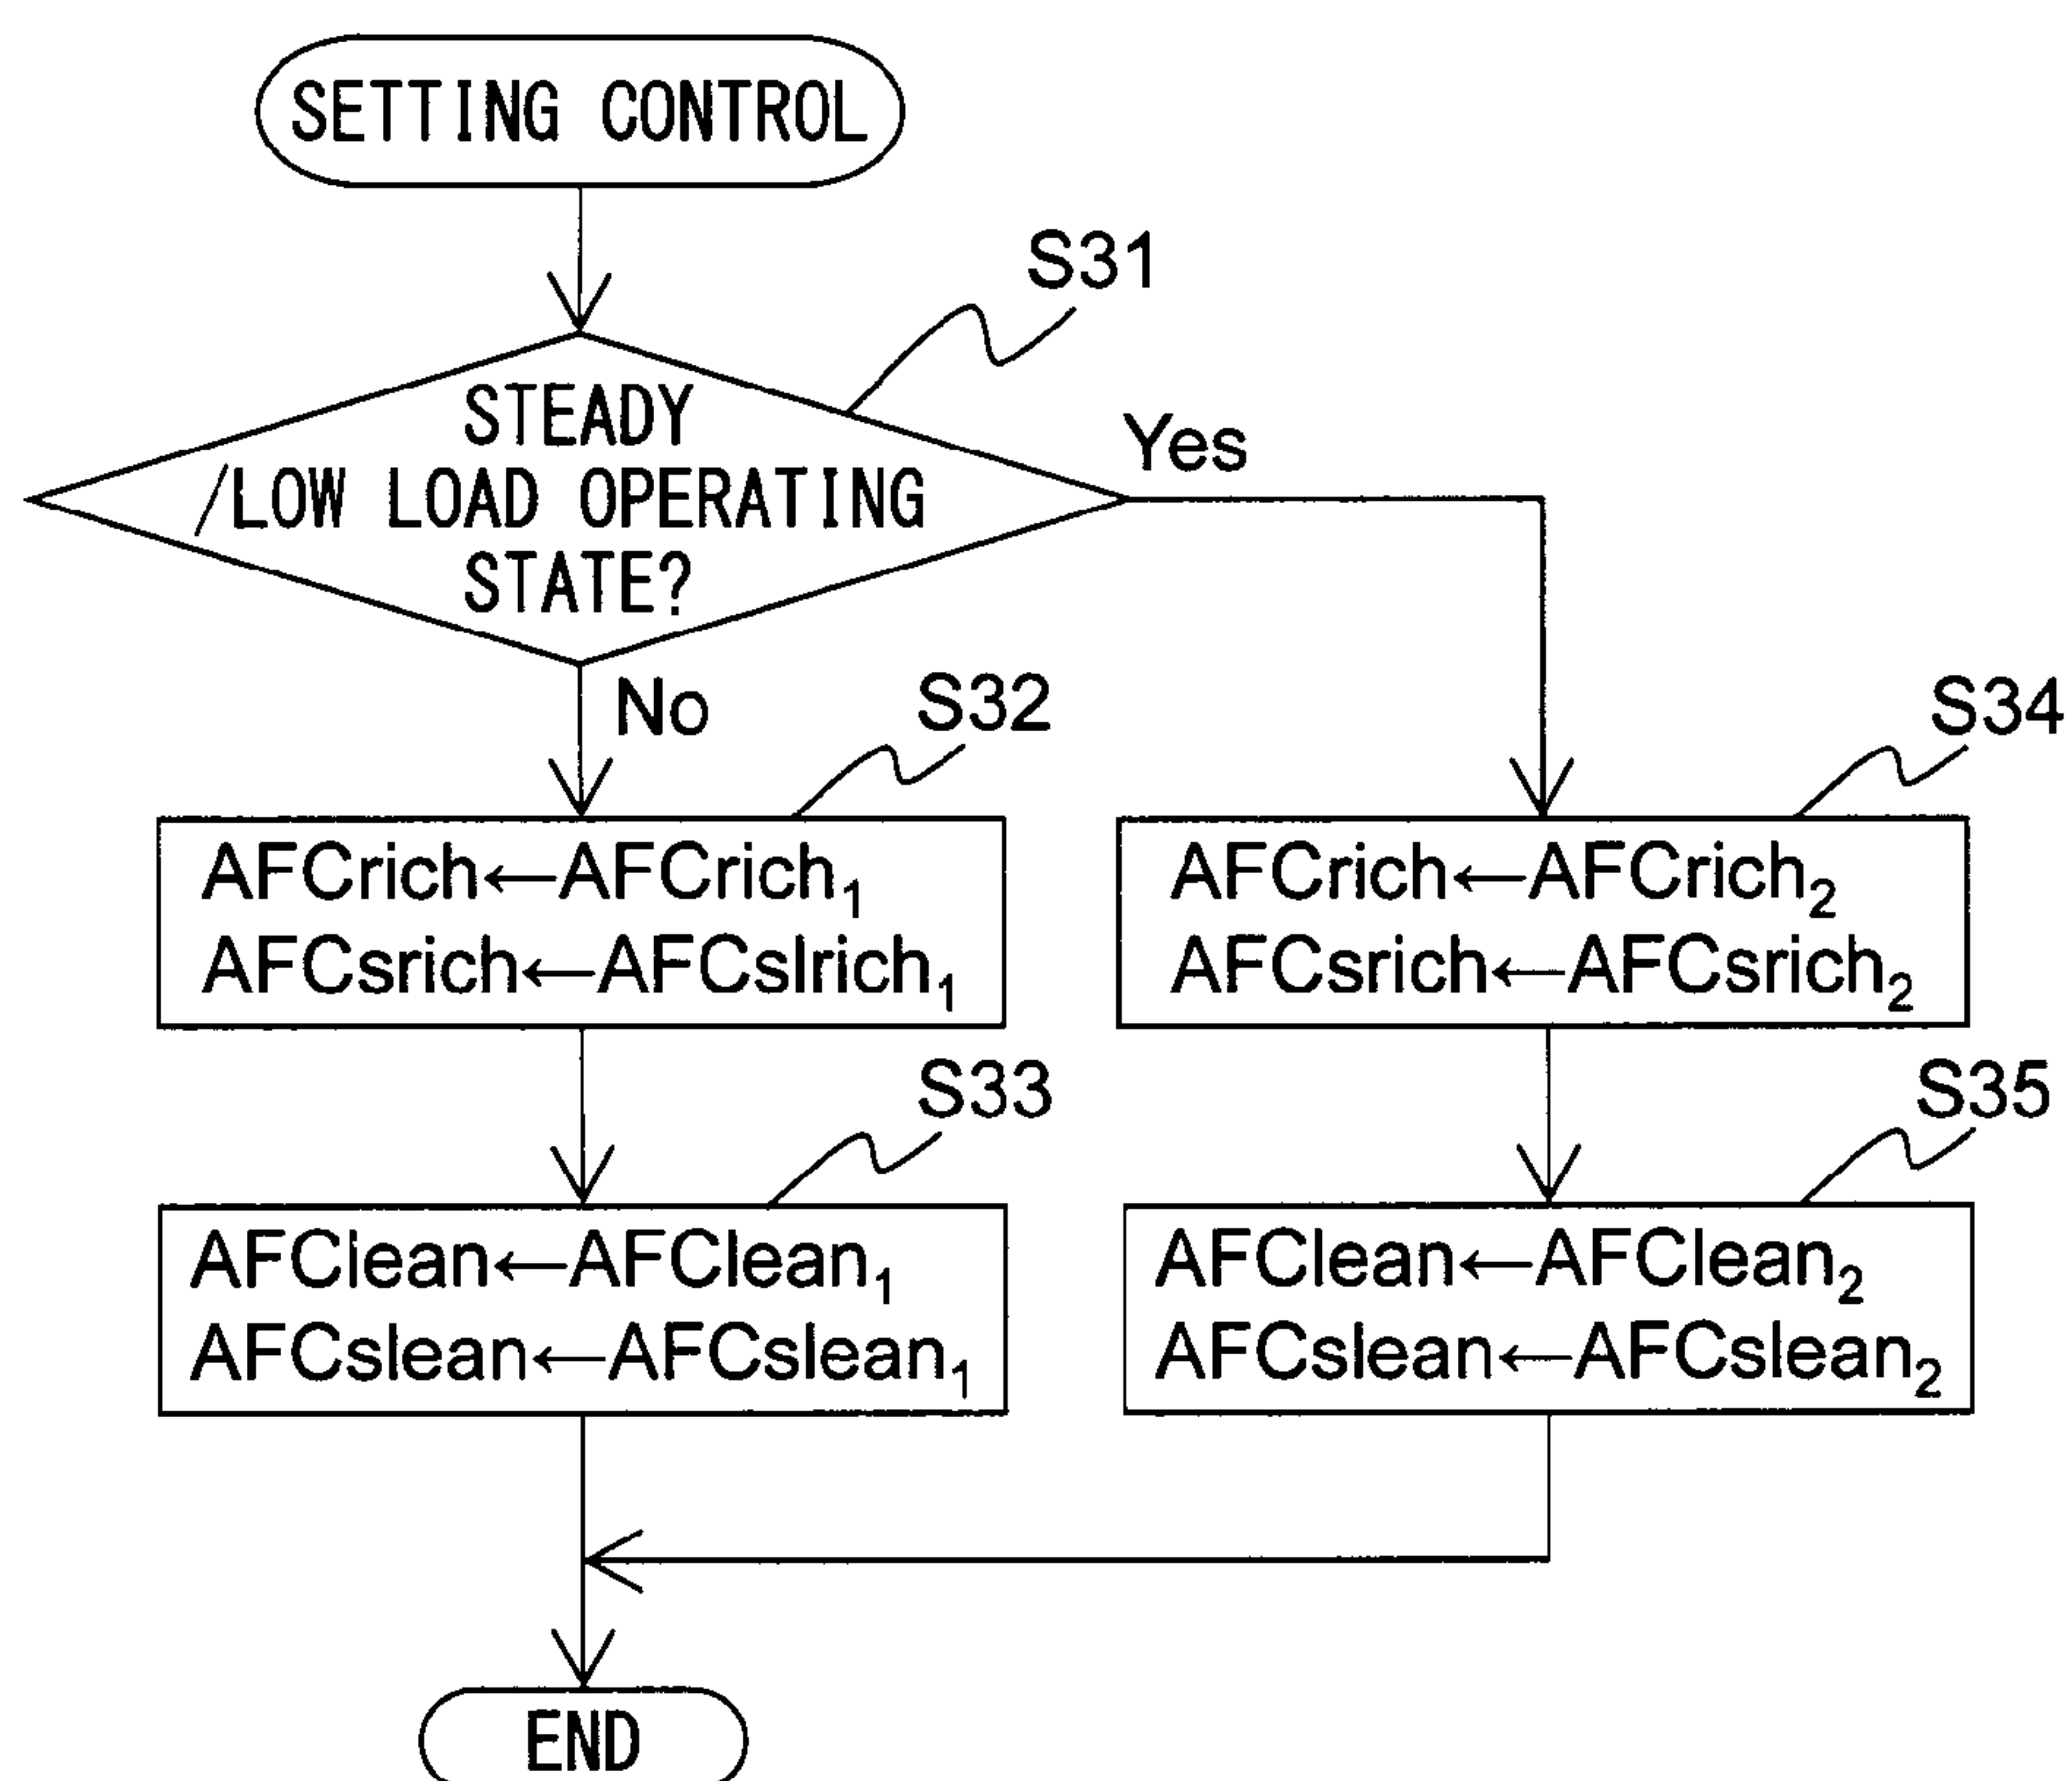 SETTING CONTROL
S31
STEADY
/LOW LOAD OPERATING
STATE?
Yes
No
S32
AFCrich←AFCrich₁
AFCsrich←AFCslrich₁
S34
AFCrich←AFCrich₂
AFCsrich←AFCsrich₂
S33
AFClean←AFClean₁
AFCslean←AFCslean₁
S35
AFClean←AFClean₂
AFCslean←AFCslean₂
END